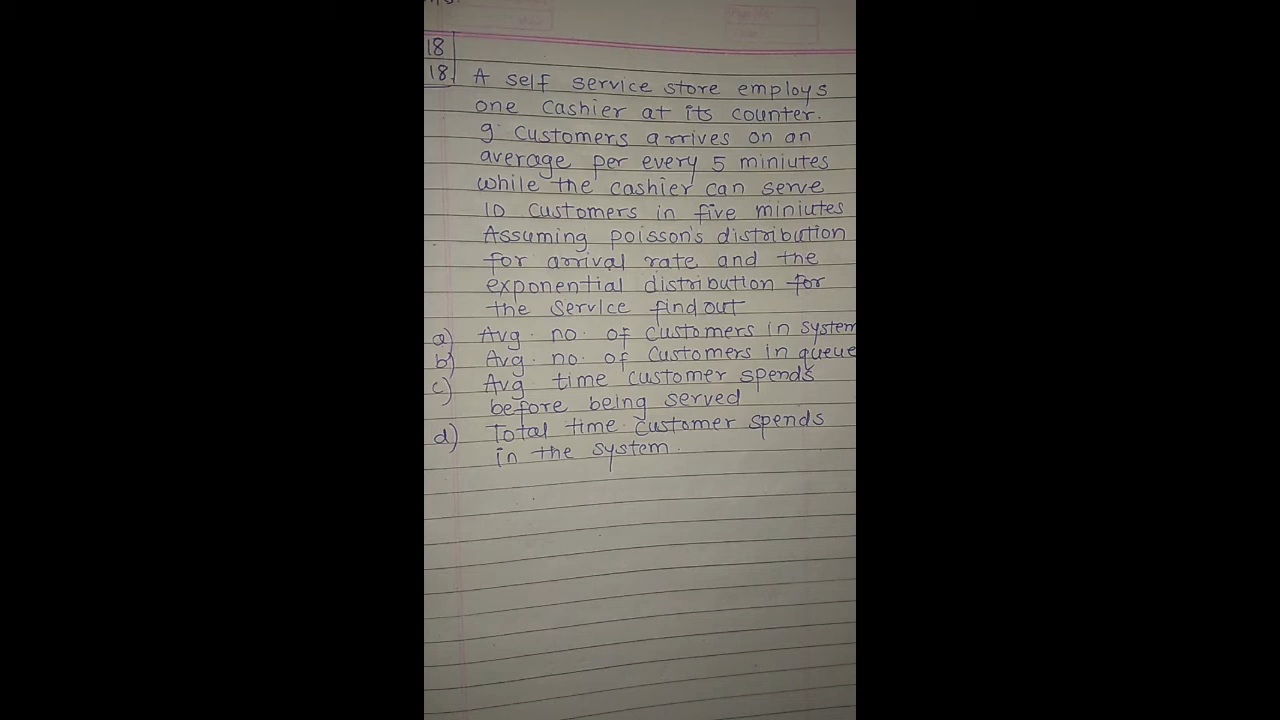 18
18 A self service store employs
one cashier at its counter.
9 customers arrives on an
average per every 5 miniutes
while the cashier can serve
10 customers in five miniutes
Assuming poisson's distribution
for arrival rate and the
exponential distribution for
the service find out
a) Avg. no. of customers in system
b) Avg. no. of customers in queue
c) Avg time customer spends
before being served
d) Total time customer spends
in the system.